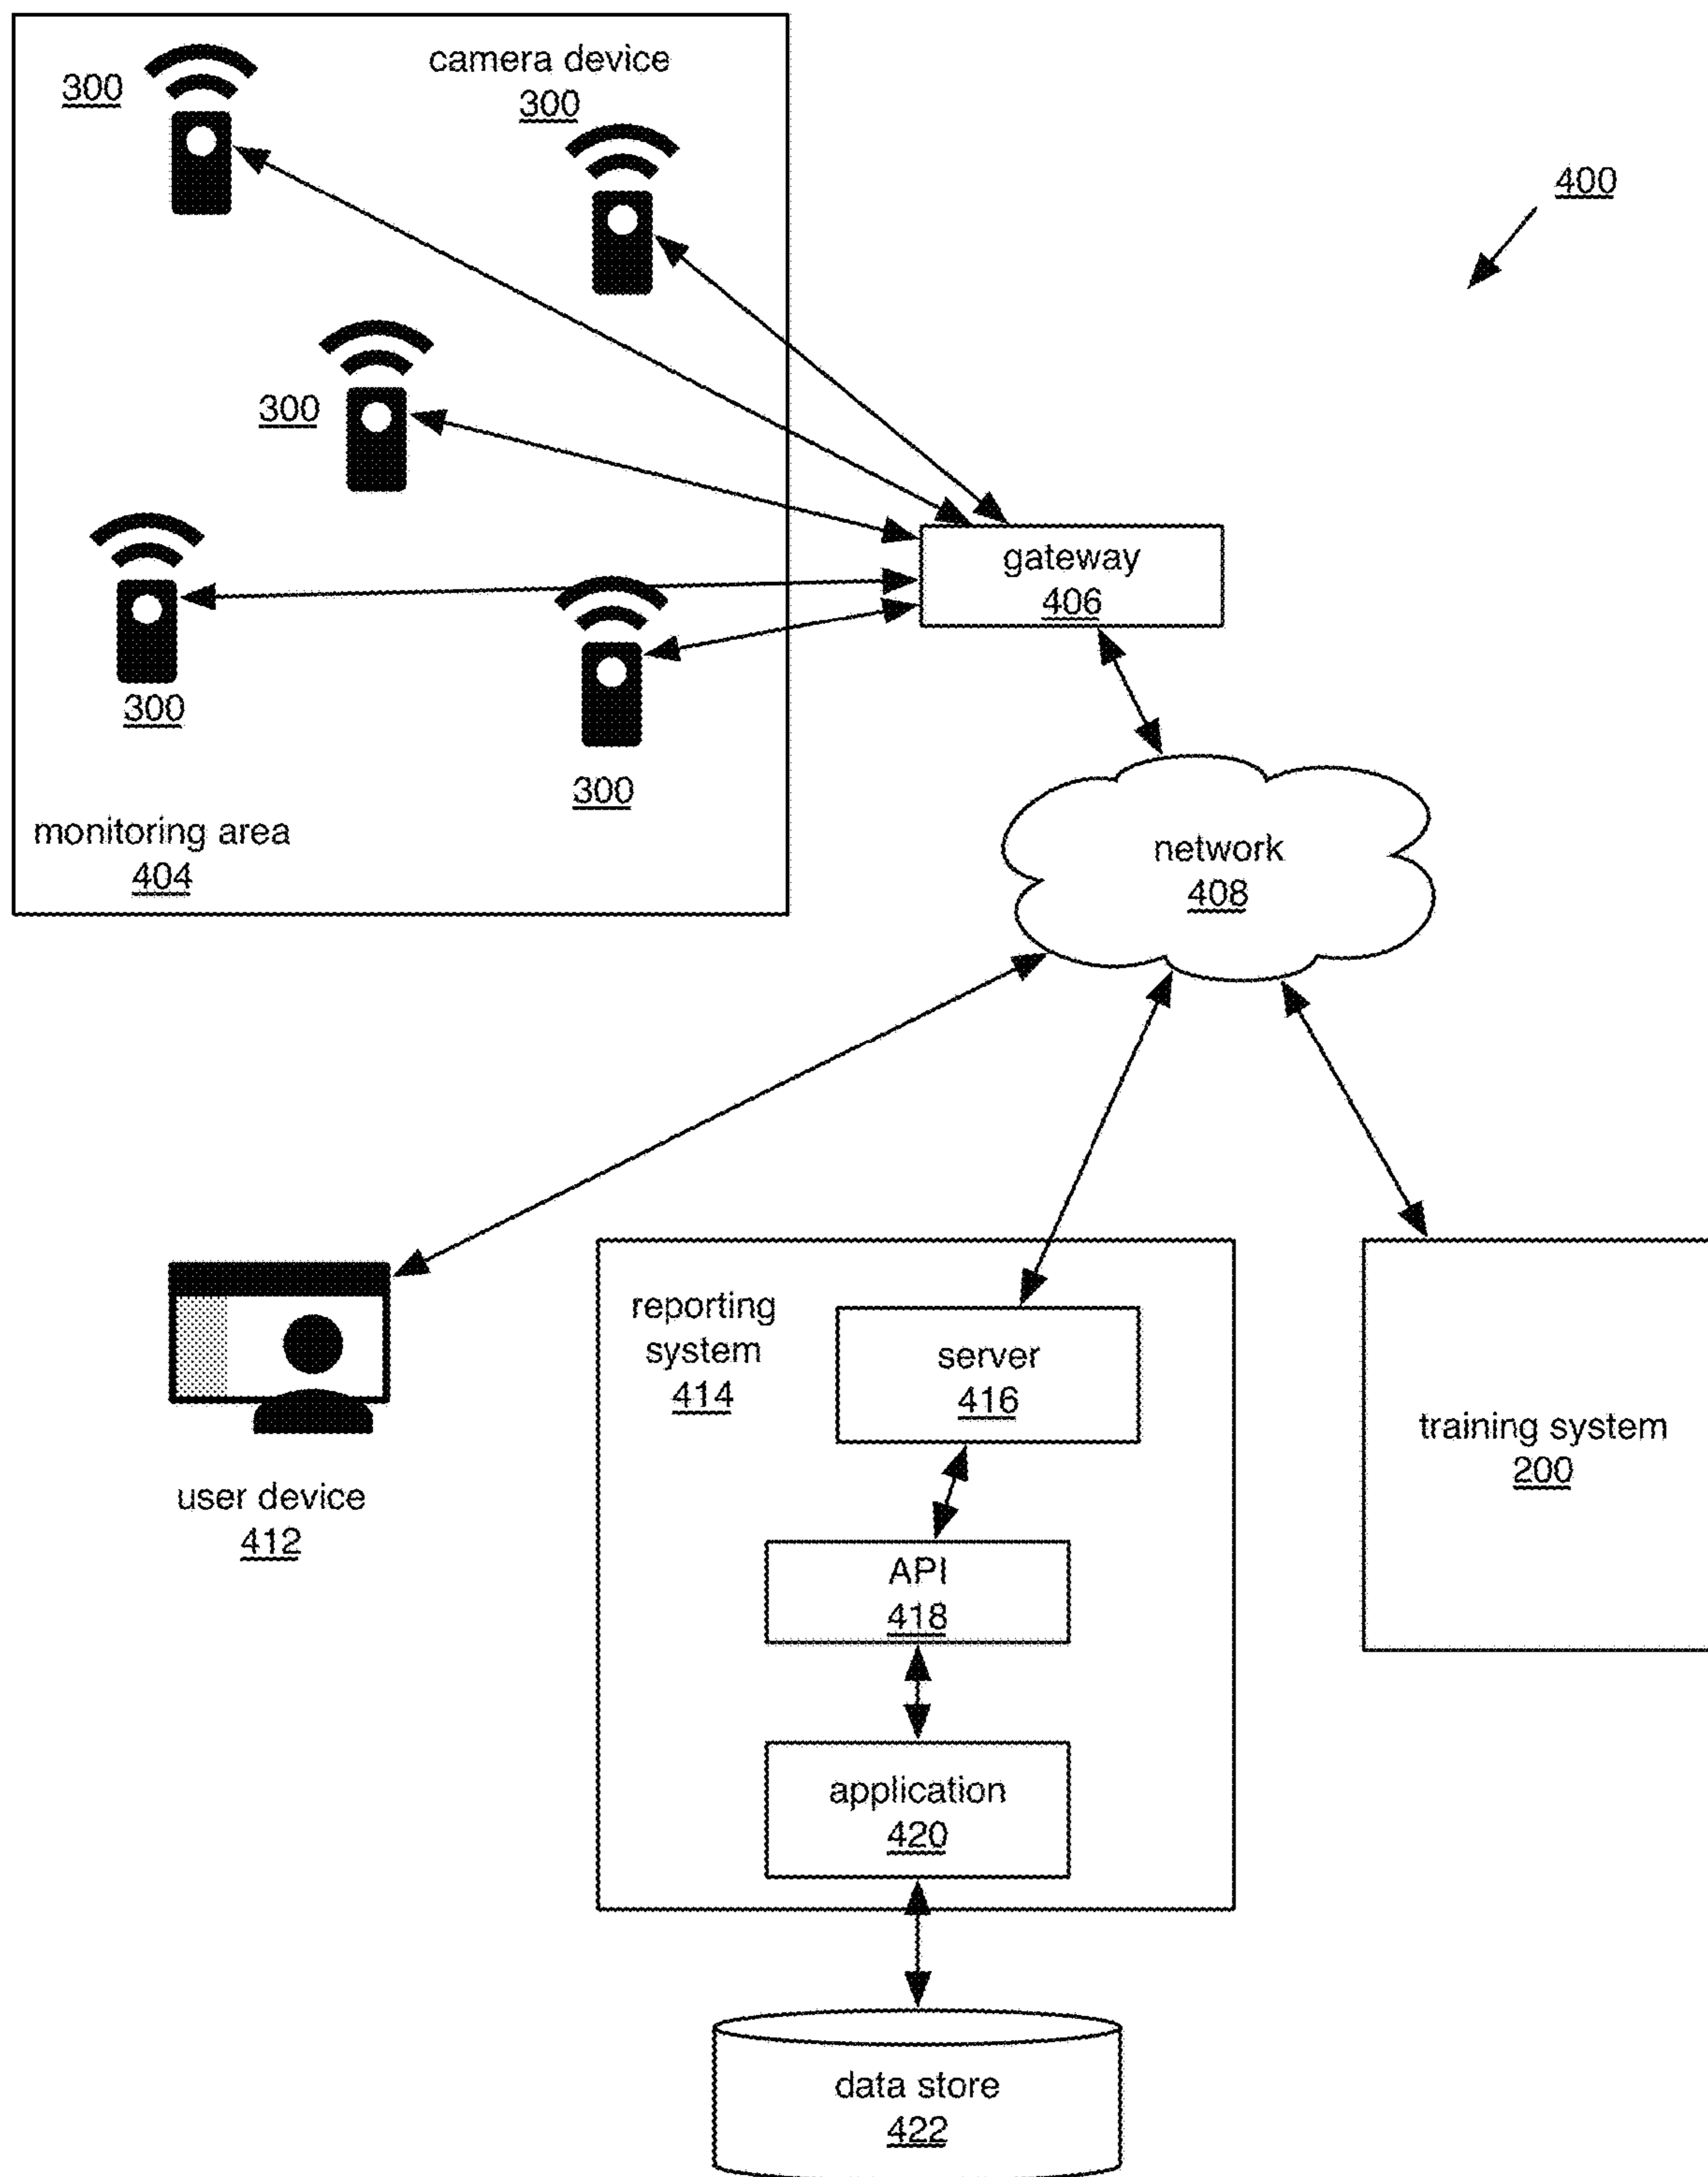 300
camera device
300
400
300
gateway
406
300
300
monitoring area
404
network
408
reporting
system
414
server
416
training system
200
user device
412
API
418
application
420
data store
422